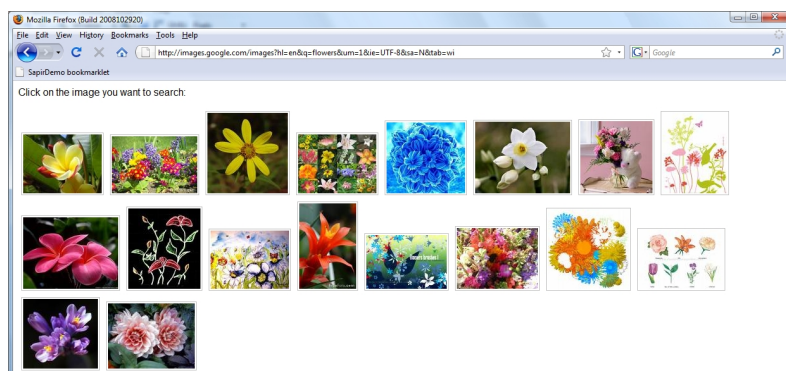 Mozilla Firefox (Build 2008102920)
File Edit View History Bookmarks Tools Help
http://images.google.com/images?hl=en&q=flowers&um=1&ie=UTF-8&sa=N&tab=wi
G Google
SapirDemo bookmarklet
Click on the image you want to search: